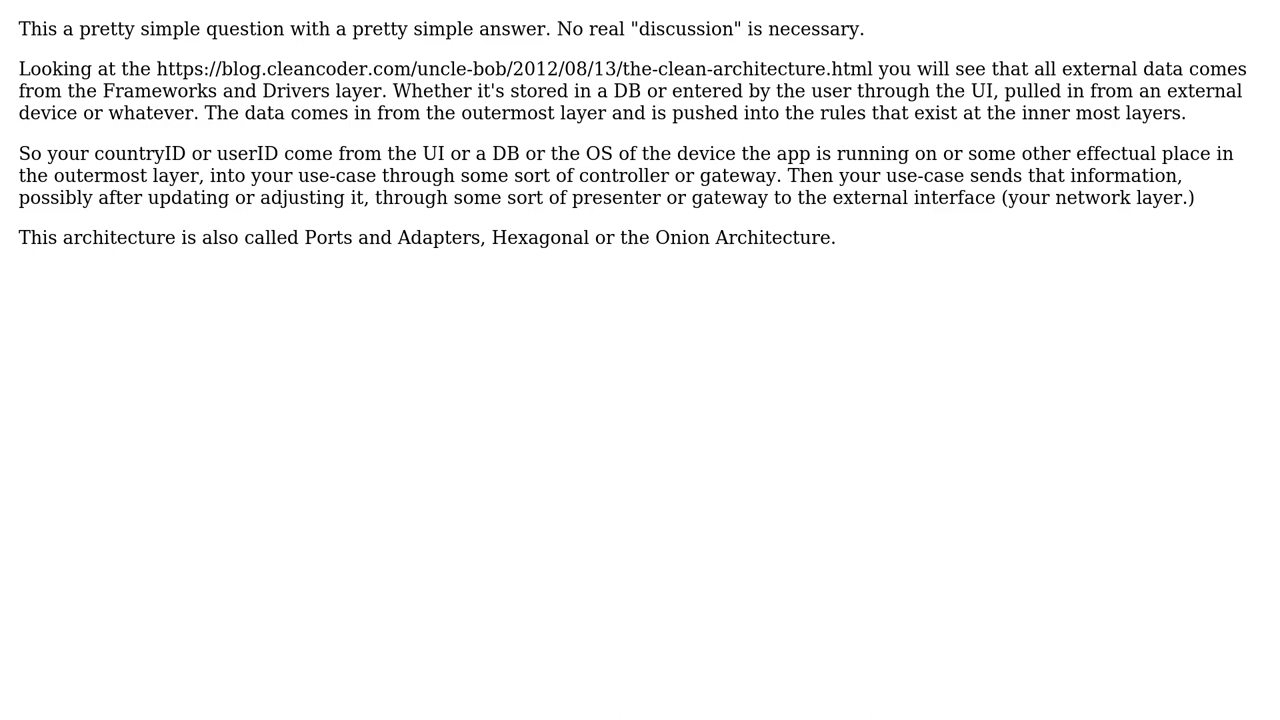 This a pretty simple question with a pretty simple answer. No real "discussion" is necessary.
Looking at the https://blog.cleancoder.com/uncle-bob/2012/08/13/the-clean-architecture.html you will see that all external data comes
from the Frameworks and Drivers layer. Whether it's stored in a DB or entered by the user through the UI, pulled in from an external
device or whatever. The data comes in from the outermost layer and is pushed into the rules that exist at the inner most layers.
So your countryID or userID come from the UI or a DB or the OS of the device the app is running on or some other effectual place in
the outermost layer, into your use-case through some sort of controller or gateway. Then your use-case sends that information,
possibly after updating or adjusting it, through some sort of presenter or gateway to the external interface (your network layer.)
This architecture is also called Ports and Adapters, Hexagonal or the Onion Architecture.